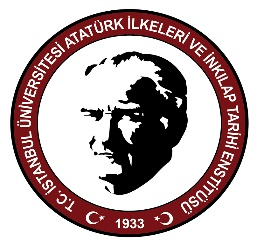 T.C. İSTANBUL ÜNİVERSİTESİ ATATÜRK İLKELERİ VE İNKILAP TARİHİ ENSTİTÜSÜ
1933